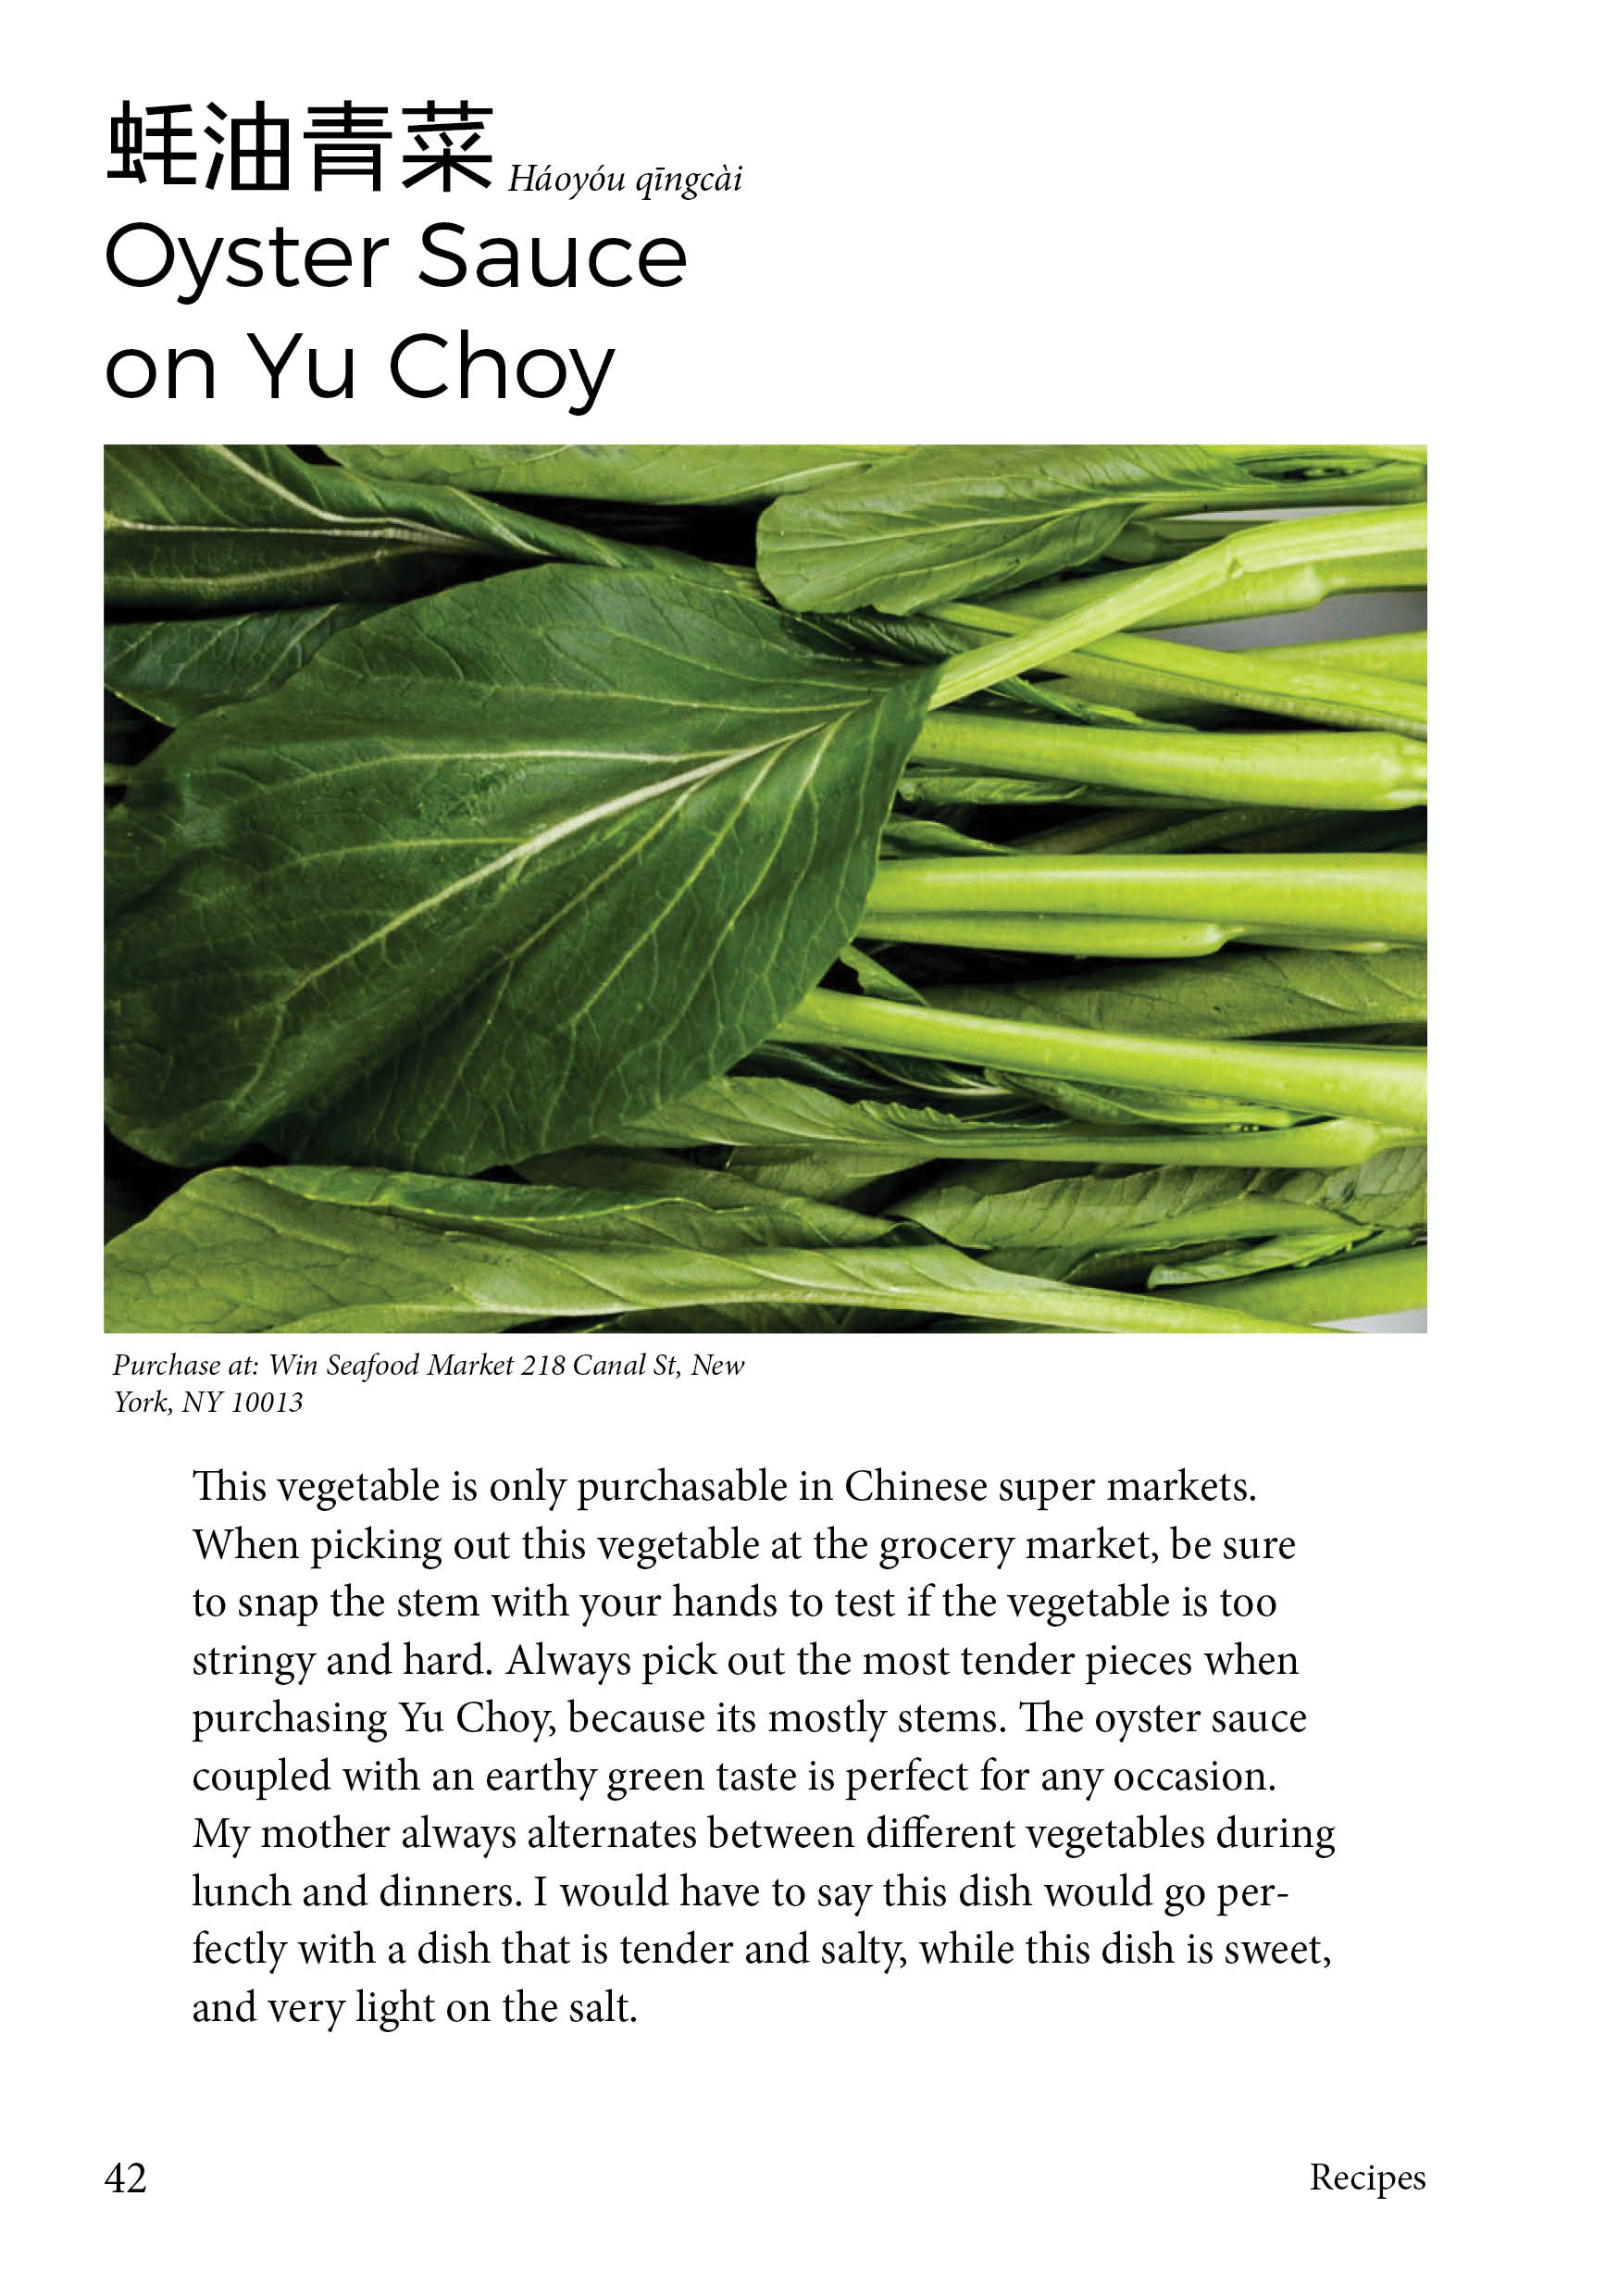 蚝油青菜 Háoyóu qīngcài
Oyster Sauce
on Yu Choy
Purchase at: Win Seafood Market 218 Canal St, New
York, NY 10013
This vegetable is only purchasable in Chinese super markets.
When picking out this vegetable at the grocery market, be sure
to snap the stem with your hands to test if the vegetable is too
stringy and hard. Always pick out the most tender pieces when
purchasing Yu Choy, because its mostly stems. The oyster sauce
coupled with an earthy green taste is perfect for any occasion.
My mother always alternates between different vegetables during
lunch and dinners. I would have to say this dish would go per-
fectly with a dish that is tender and salty, while this dish is sweet,
and very light on the salt.
42
Recipes